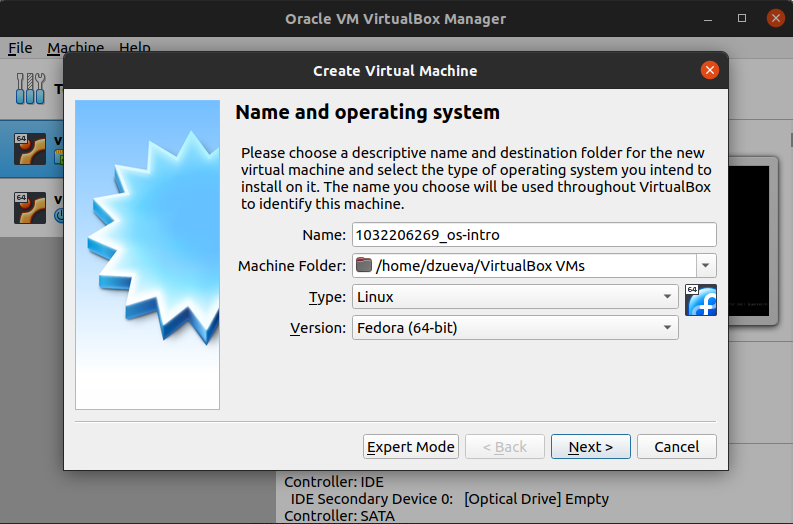 Oracle VM VirtualBox Manager
File Machine Help
Create Virtual Machine
Name and operating system
Please choose a descriptive name and destination folder for the new
virtual machine and select the type of operating system you intend to
install on it. The name you choose will be used throughout VirtualBox
to identify this machine.
Name: 1032206269_os-intro
Machine Folder: /home/dzueva/VirtualBox VMs
Type: Linux
64
Version: Fedora (64-bit)
64
64
Expert Mode < Back Next > Cancel
Controller: IDE
IDE Secondary Device 0: [Optical Drive] Empty
Controller: SATA